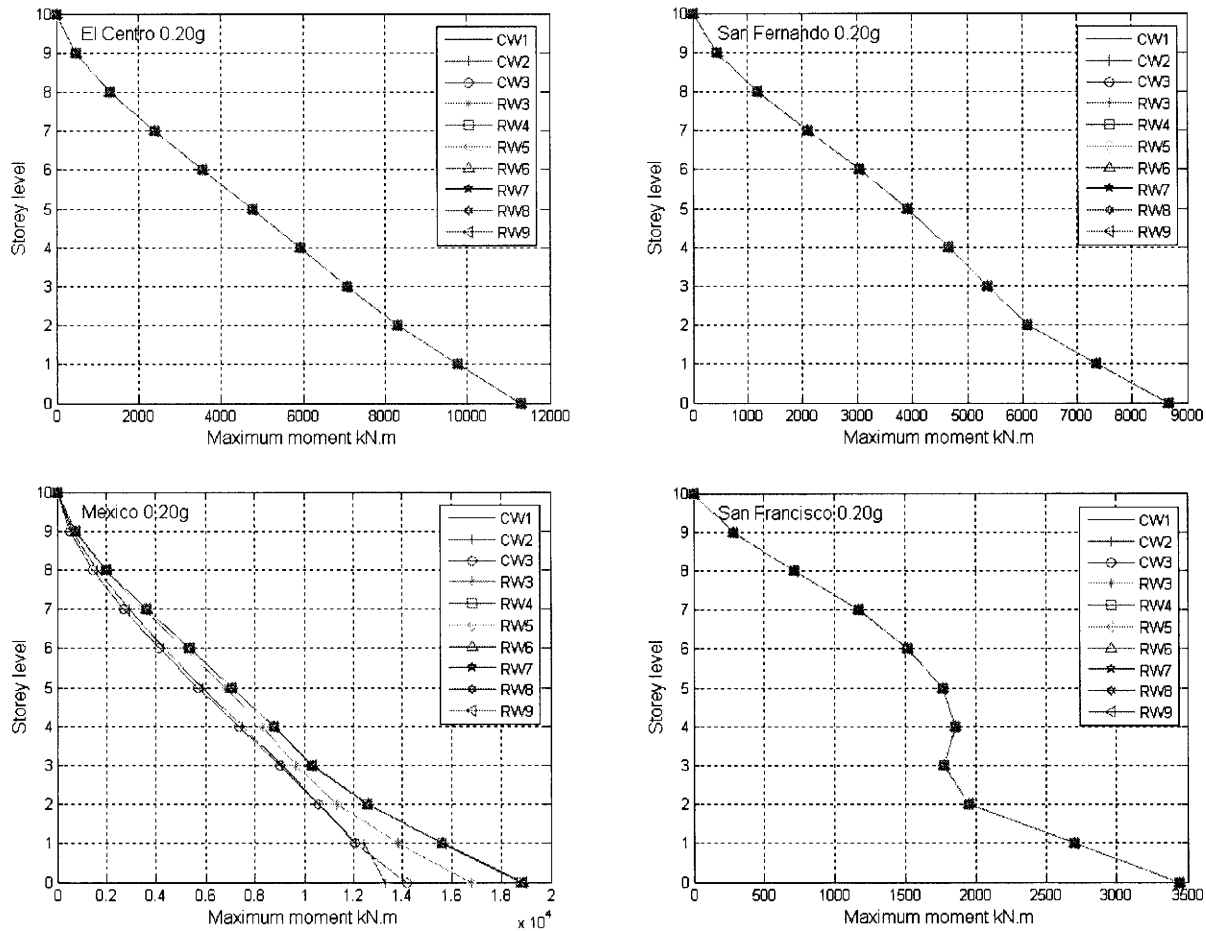 El Centro 0.20g
CW1
CW2
CW3
RW3
RW4
RW5
RW6
RW7
RW8
RW9
10
9
8
7
6
5
4
3
2
1
0
Storey level
0 2000 4000 6000 8000 10000 12000
Maximum moment kN.m
San Fernando 0.20g
CW1
CW2
CW3
RW3
RW4
RW5
RW6
RW7
RW8
RW9
10
9
8
7
6
5
4
3
2
1
0
Storey level
0 1000 2000 3000 4000 5000 6000 7000 8000 9000
Maximum moment kN.m
Mexico 0.20g
CW1
CW2
CW3
RW3
RW4
RW5
RW6
RW7
RW8
RW9
10
9
8
7
6
5
4
3
2
1
0
Storey level
0 0.2 0.4 0.6 0.8 1 1.2 1.4 1.6 1.8 2
Maximum moment kN.m
x 10^4
San Francisco 0.20g
CW1
CW2
CW3
RW3
RW4
RW5
RW6
RW7
RW8
RW9
10
9
8
7
6
5
4
3
2
1
0
Storey level
0 500 1000 1500 2000 2500 3000 3500
Maximum moment kN.m